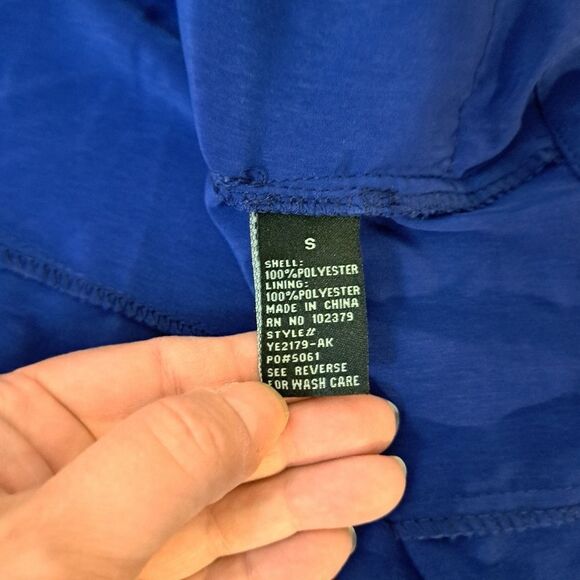 S
SHELL:
100%POLYESTER
LINING:
100%POLYESTER
MADE IN CHINA
RN NO 102379
STYLE#
YE2179-AK
PO#5061
SEE REVERSE
FOR WASH CARE